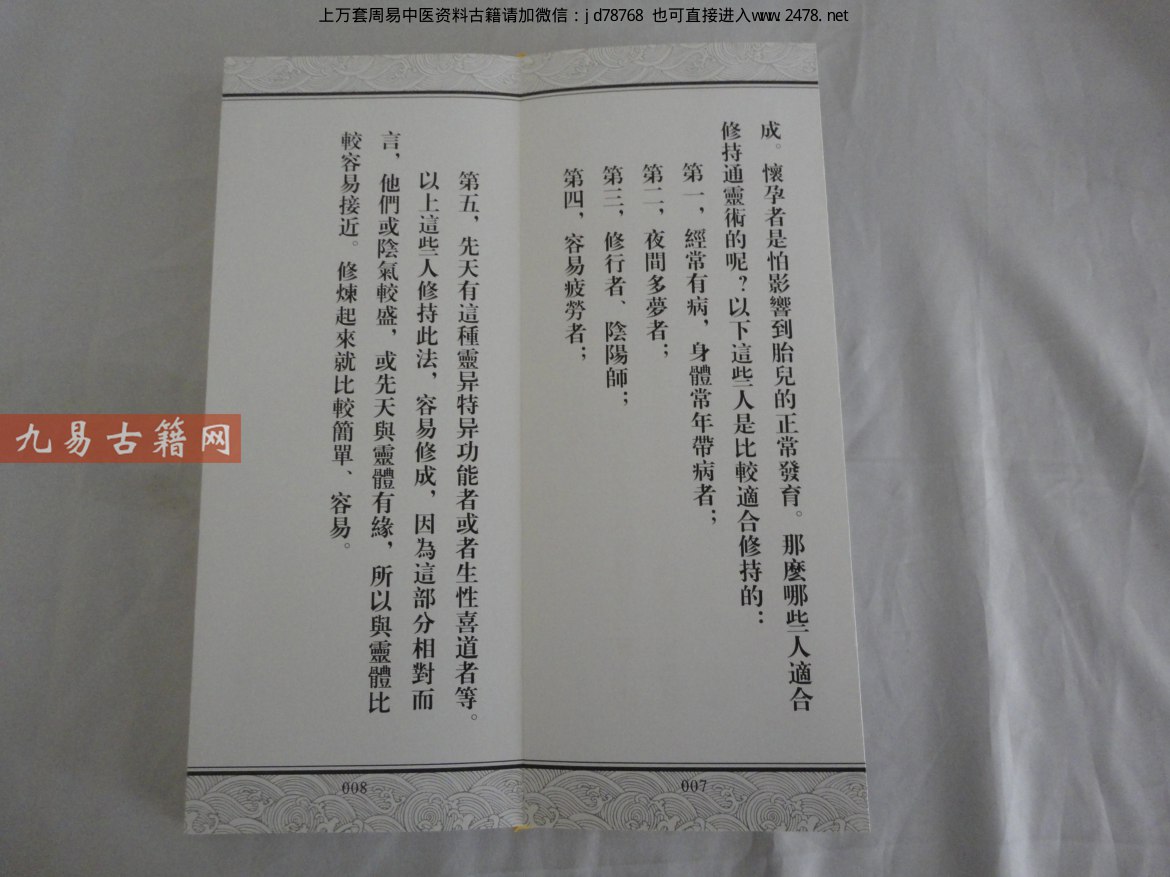 上万套周易中医资料古籍请加微信：jd78768 也可直接进入www.2478.net
成。懷孕者是怕影響到胎兒的正常發育。那麽哪些人適合
修持通靈術的呢？以下這些人是比較適合修持的：
第一，經常有病，身體常年帶病者；
第二，夜間多夢者；
第三，修行者、陰陽師；
第四，容易疲勞者；
007
第五，先天有這種靈异特异功能者或者生性喜道者等。
以上這些人修持此法，容易修成，因為這部分相對而
言，他們或陰氣較盛，或先天與靈體有緣，所以與靈體比
較容易接近。修煉起來就比較簡單、容易。
008
九易古籍网